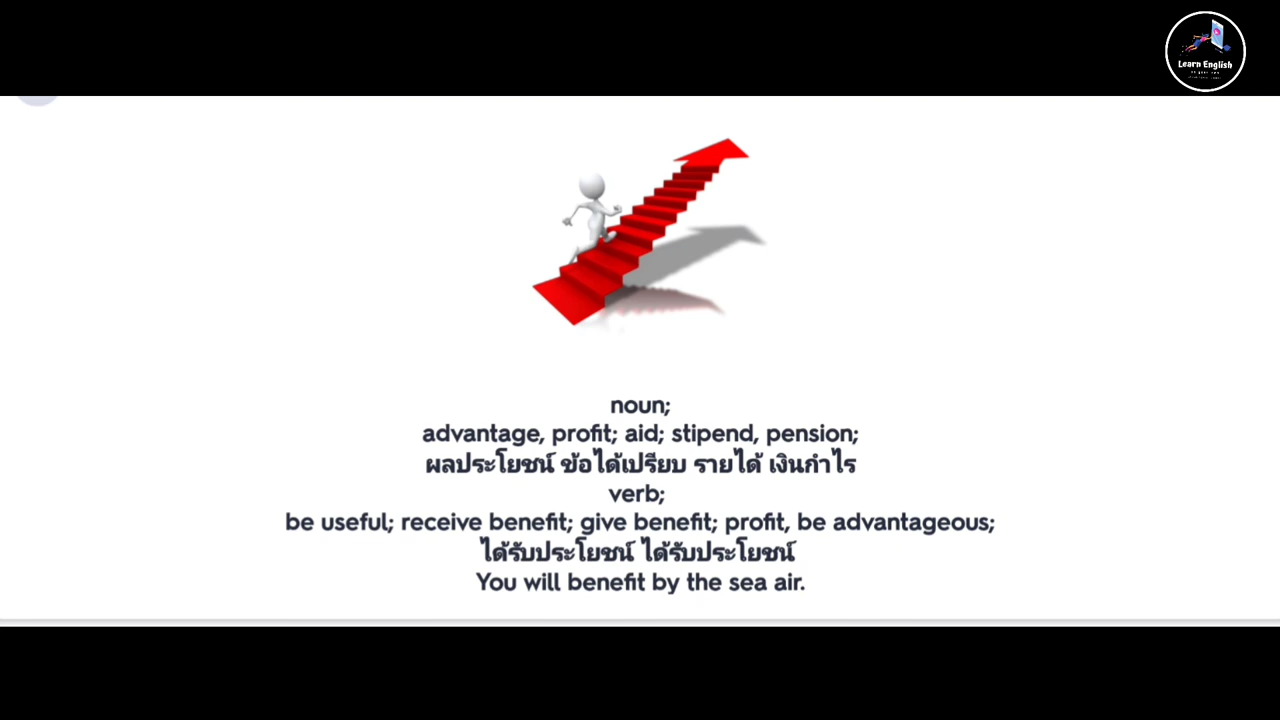 Learn English
noun;
advantage, profit; aid; stipend, pension;
ผลประโยชน์ ข้อได้เปรียบ รายได้ เงินกำไร
verb;
be useful; receive benefit; give benefit; profit, be advantageous;
ได้รับประโยชน์ ได้รับประโยชน์
You will benefit by the sea air.